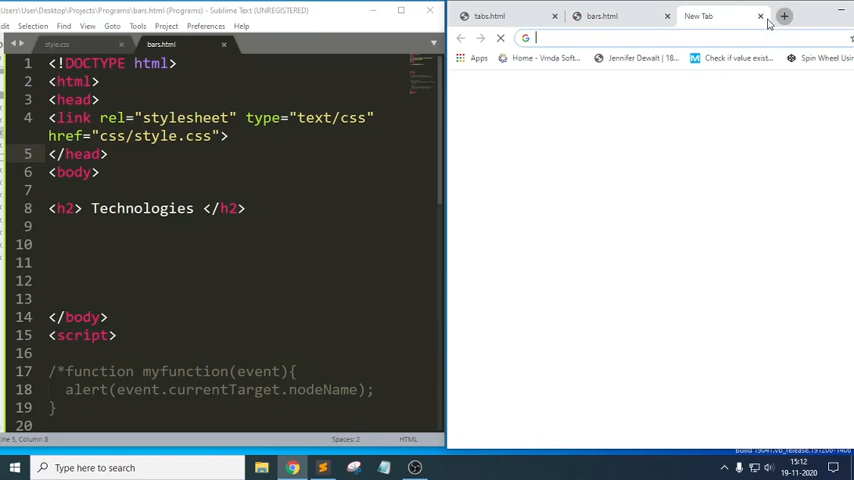 Users\User\Desktop\Projects\Programs\bars.html (Programs) - Sublime Text (UNREGISTERED)
Selection Find View Goto Tools Project Preferences Help
style.css bars.html
1 <!DOCTYPE html>
2 <html>
3 <head>
4 <link rel="stylesheet" type="text/css"
href="css/style.css">
5 </head>
6 <body>
7
8 <h2> Technologies </h2>
9
10
11
12
13
14 </body>
15 <script>
16
17 /*function myfunction(event){
18 alert(event.currentTarget.nodeName);
19 }
20
Line 5, Column 8 Spaces: 2 HTML
tabs.html bars.html New Tab
Apps Home - Vrnda Soft... Jennifer Dewalt | 18... Check if value exist... Spin Wheel Using
Type here to search
15:12
19-11-2020